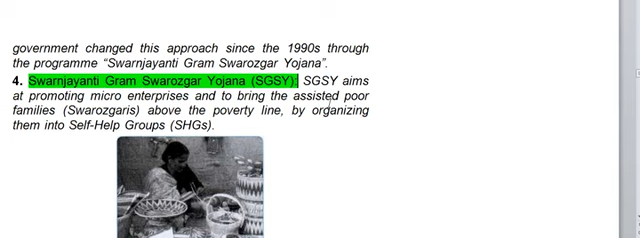 government changed this approach since the 1990s through
the programme “Swarnjayanti Gram Swarozgar Yojana”.
4. Swarnjayanti Gram Swarozgar Yojana (SGSY): SGSY aims
at promoting micro enterprises and to bring the assisted poor
families (Swarozgaris) above the poverty line, by organizing
them into Self-Help Groups (SHGs).